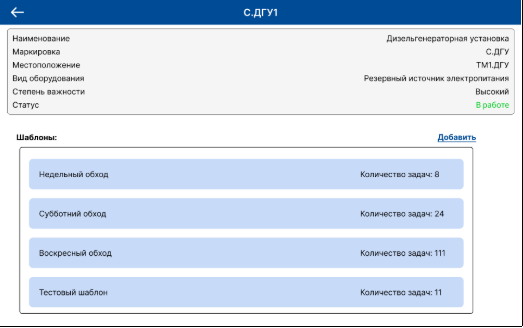 С.ДГУ1
Наименование Дизельгенераторная установка
Маркировка С.ДГУ
Местоположение ТМ1.ДГУ
Вид оборудования Резервный источник электропитания
Степень важности Высокий
Статус В работе
Шаблоны: Добавить
Недельный обход Количество задач: 8
Субботний обход Количество задач: 24
Воскресный обход Количество задач: 111
Тестовый шаблон Количество задач: 11